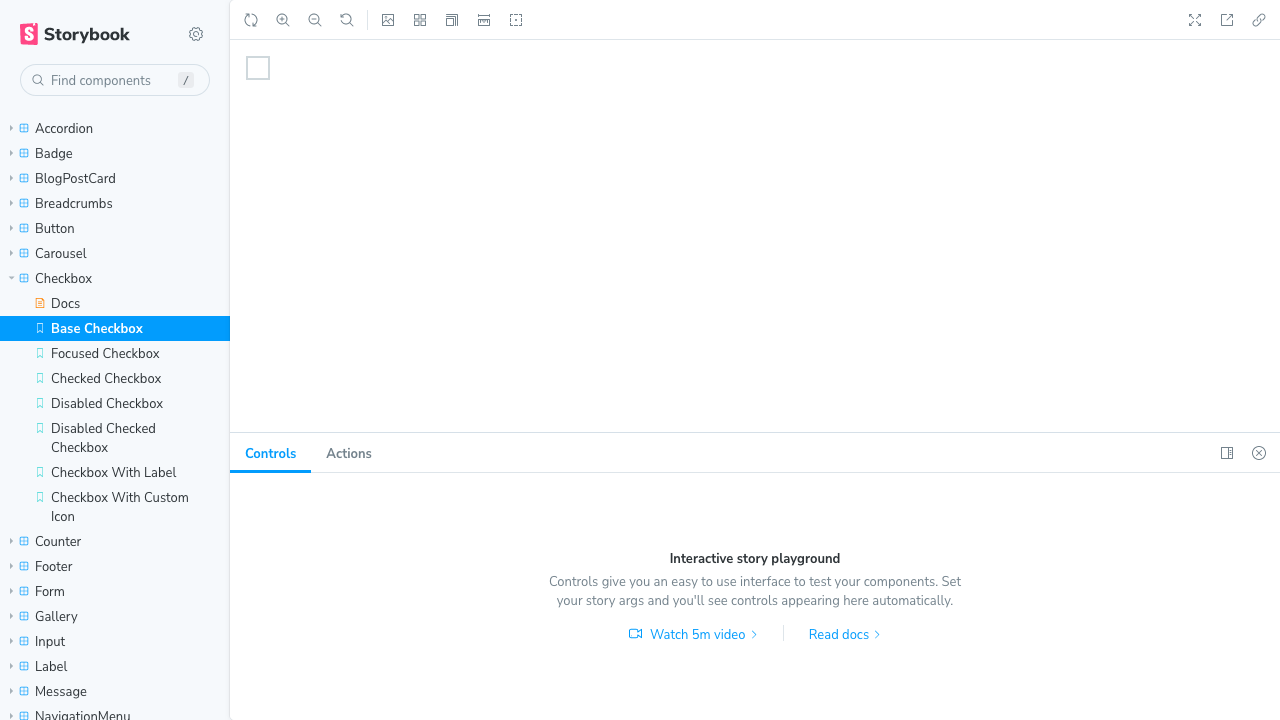 Storybook
Find components
/
Accordion
Badge
BlogPostCard
Breadcrumbs
Button
Carousel
Checkbox
Docs
Base Checkbox
Focused Checkbox
Checked Checkbox
Disabled Checkbox
Disabled Checked
Checkbox
Checkbox With Label
Checkbox With Custom
Icon
Counter
Footer
Form
Gallery
Input
Label
Message
NavigationMenu
Controls
Actions
Interactive story playground
Controls give you an easy to use interface to test your components. Set
your story args and you'll see controls appearing here automatically.
Watch 5m video
Read docs